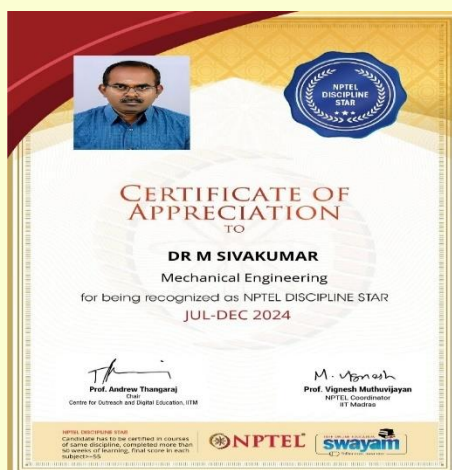 NPTEL
DISCIPLINE
STAR
CERTIFICATE OF
APPRECIATION
TO
DR M SIVAKUMAR
Mechanical Engineering
for being recognized as NPTEL DISCIPLINE STAR
JUL-DEC 2024
M. Vignesh
Prof. Andrew Thangaraj
Chair
Centre for Outreach and Digital Education, IITM
Prof. Vignesh Muthuvijayan
NPTEL Coordinator
IIT Madras
NPTEL DISCIPLINE STAR
Candidate has to be certified in courses
of same discipline, completed more than
50 weeks of learning, final score in each
subject>=55
NPTEL
swayam